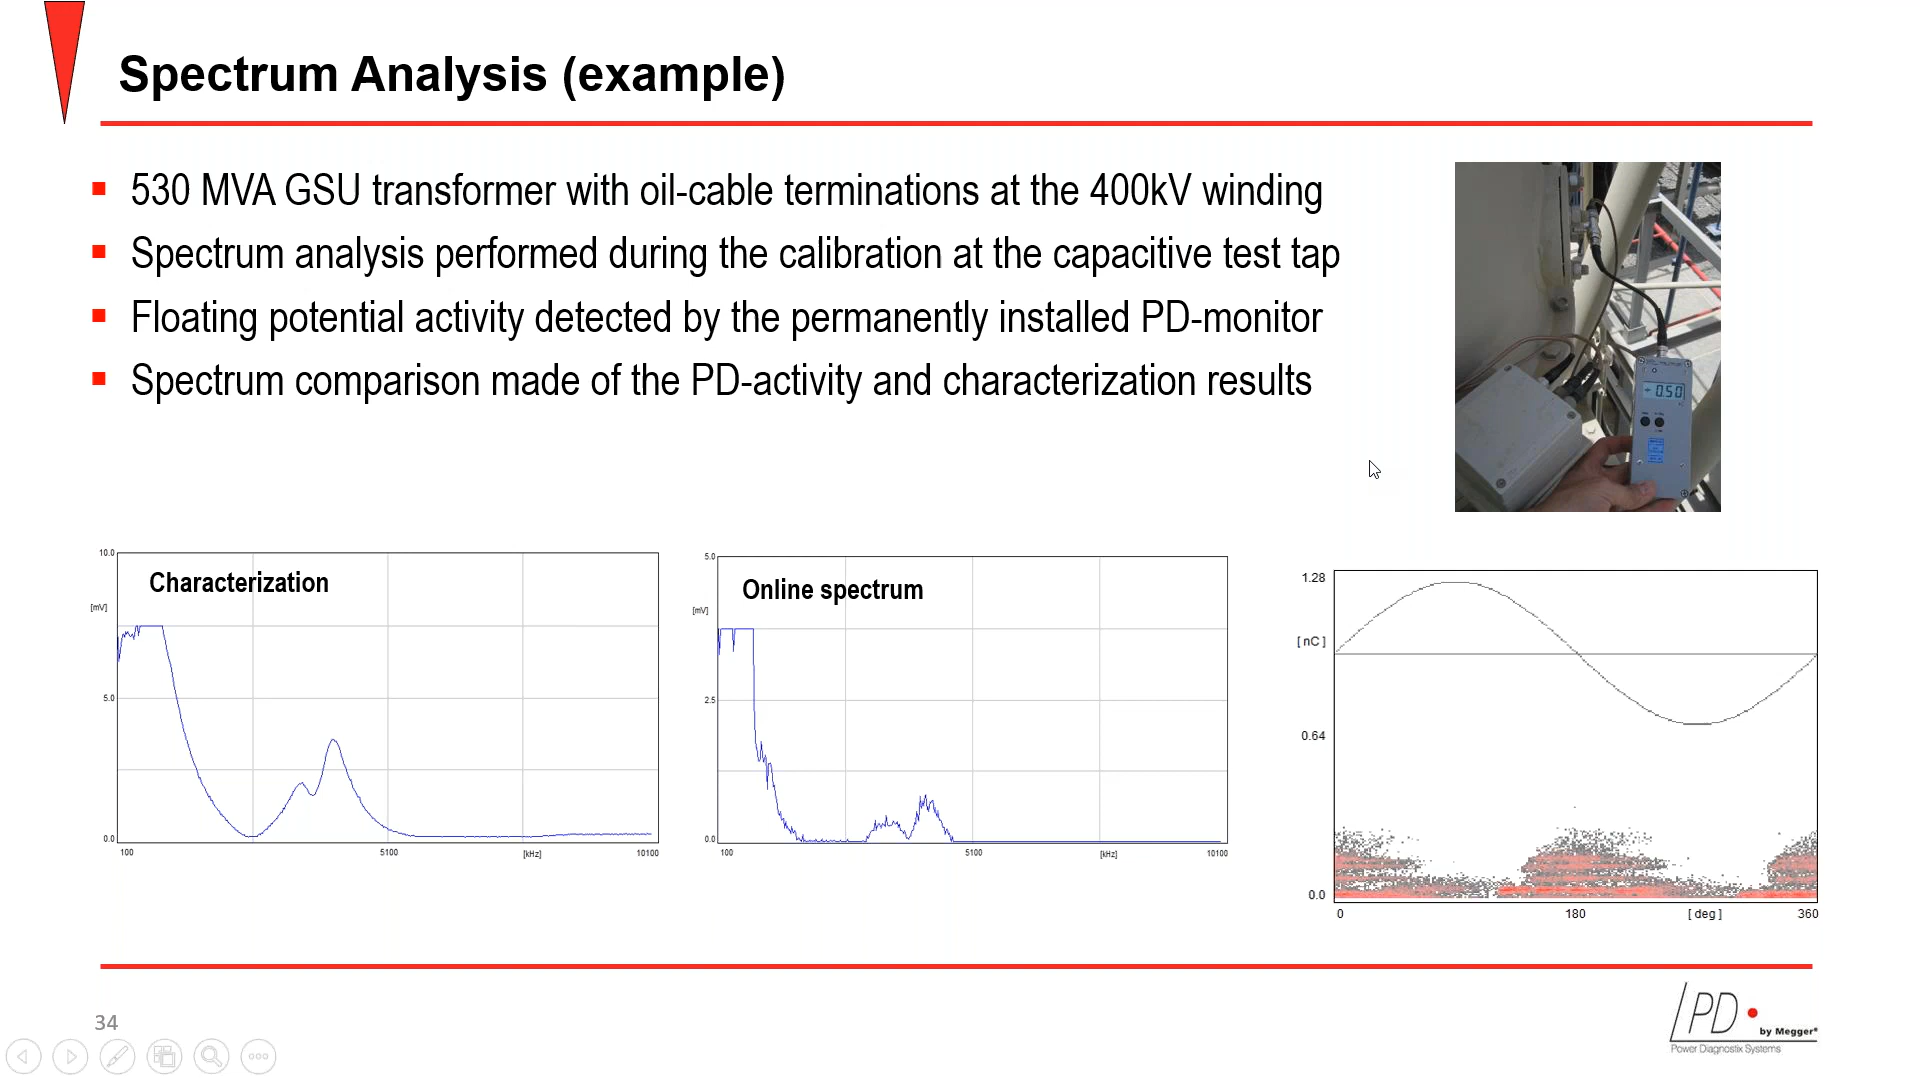 Spectrum Analysis (example)
530 MVA GSU transformer with oil-cable terminations at the 400kV winding
Spectrum analysis performed during the calibration at the capacitive test tap
Floating potential activity detected by the permanently installed PD-monitor
Spectrum comparison made of the PD-activity and characterization results
0.50
10.0
Characterization
[mV]
5.0
0.0
100
5100
[kHz]
10100
5.0
Online spectrum
[mV]
2.5
0.0
100
5100
[kHz]
10100
1.28
[ nC ]
0.64
0.0
0
180
[ deg ]
360
34
PD
by Megger®
Power Diagnostix Systems